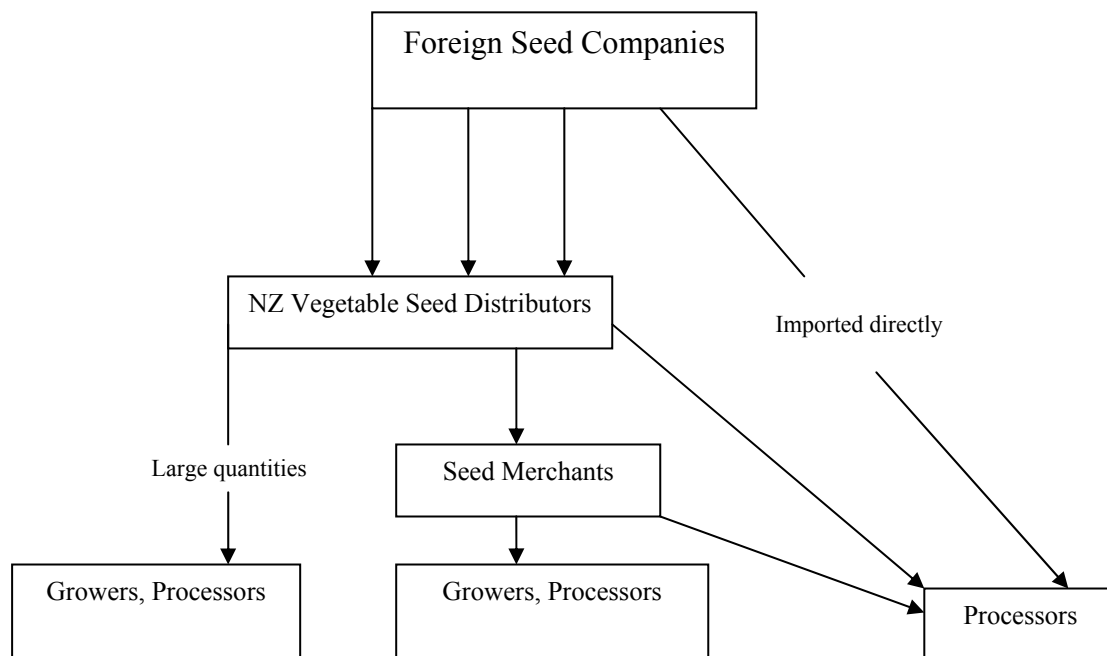 Foreign Seed Companies
NZ Vegetable Seed Distributors
Imported directly
Large quantities
Seed Merchants
Growers, Processors
Growers, Processors
Processors